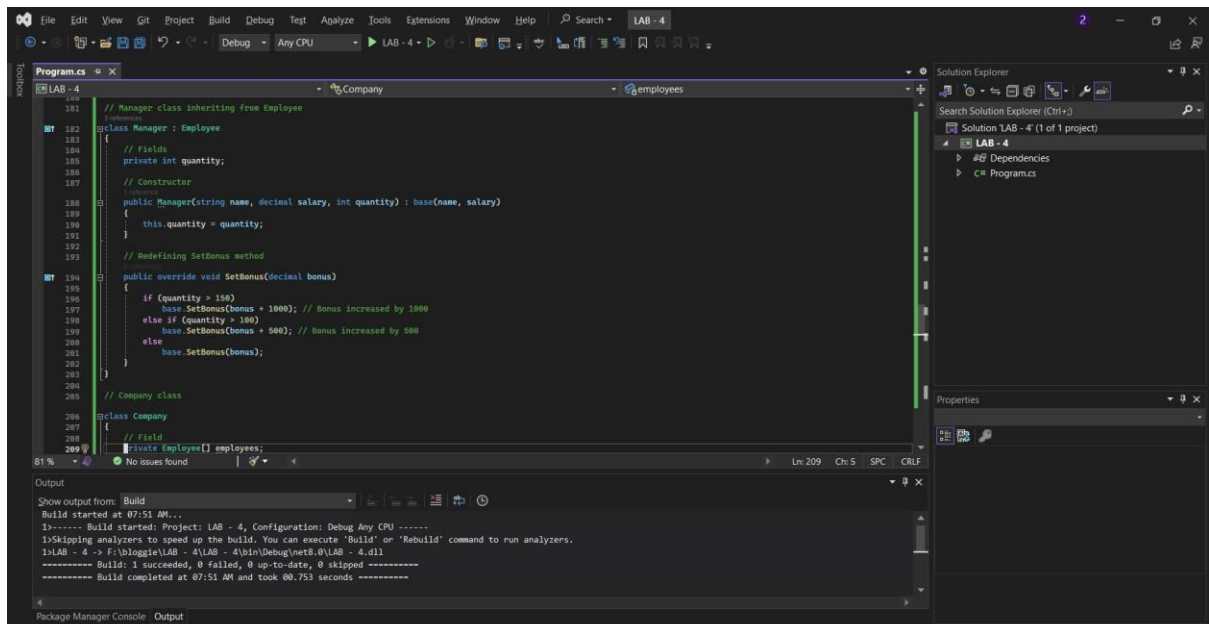 File Edit View Git Project Build Debug Test Analyze Tools Extensions Window Help Search LAB - 4 2
Debug Any CPU LAB - 4
Toolbox
Program.cs
LAB - 4 Company employees
181 // Manager class inheriting from Employee
3 references
182 class Manager : Employee
183 {
184 // Fields
185 private int quantity;
186
187 // Constructor
1 reference
188 public Manager(string name, decimal salary, int quantity) : base(name, salary)
189 {
190 this.quantity = quantity;
191 }
192
193 // Redefining SetBonus method
194 public override void SetBonus(decimal bonus)
195 {
196 if (quantity > 150)
197 base.SetBonus(bonus + 1000); // Bonus increased by 1000
198 else if (quantity > 100)
199 base.SetBonus(bonus + 500); // Bonus increased by 500
200 else
201 base.SetBonus(bonus);
202 }
203 }
204
205 // Company class
206 class Company
207 {
208 // Field
209 private Employee[] employees;
81 % No issues found Ln: 209 Ch: 5 SPC CRLF
Output
Show output from: Build
Build started at 07:51 AM...
1>------ Build started: Project: LAB - 4, Configuration: Debug Any CPU ------
1>Skipping analyzers to speed up the build. You can execute 'Build' or 'Rebuild' command to run analyzers.
1>LAB - 4 -> F:\bloggie\LAB - 4\LAB - 4\bin\Debug\net8.0\LAB - 4.dll
========== Build: 1 succeeded, 0 failed, 0 up-to-date, 0 skipped ==========
========== Build completed at 07:51 AM and took 00.753 seconds ==========
Package Manager Console Output
Solution Explorer
Search Solution Explorer (Ctrl+;)
Solution 'LAB - 4' (1 of 1 project)
LAB - 4
Dependencies
C# Program.cs
Properties